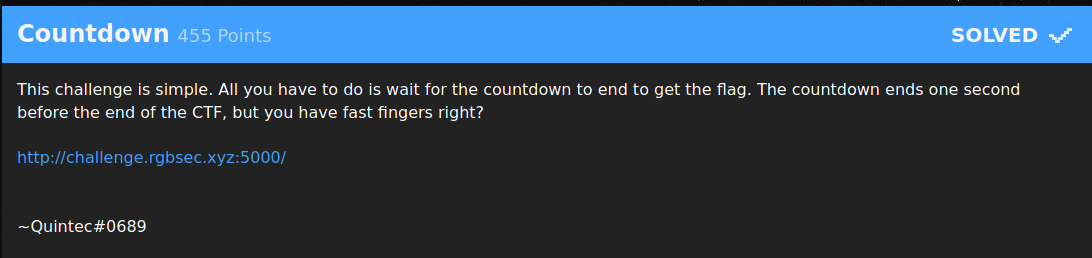 Countdown 455 Points SOLVED
This challenge is simple. All you have to do is wait for the countdown to end to get the flag. The countdown ends one second
before the end of the CTF, but you have fast fingers right?
http://challenge.rgbsec.xyz:5000/
~Quintec#0689